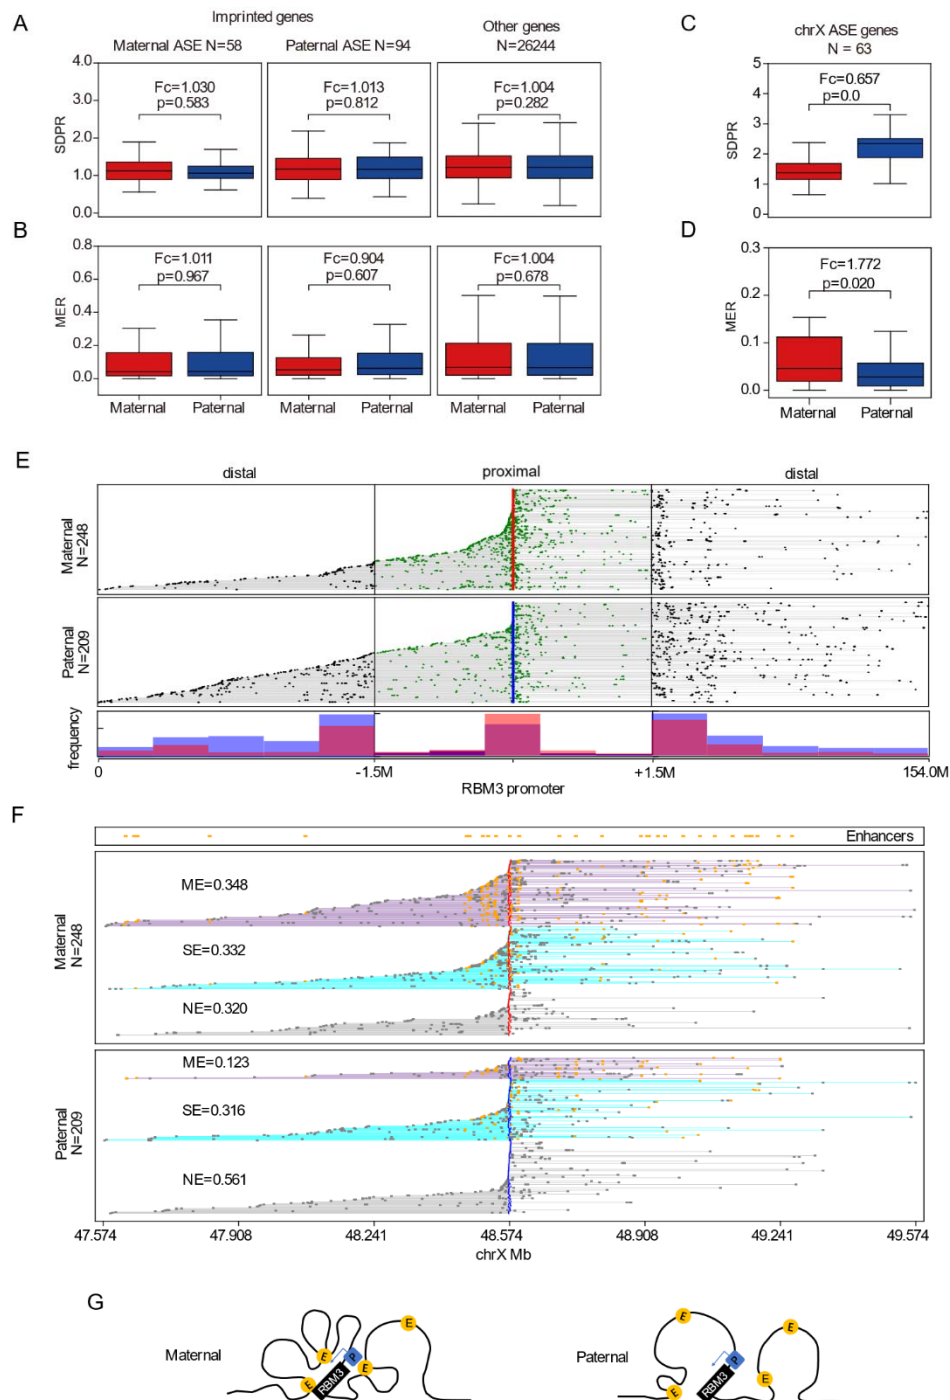 A
Imprinted genes
Maternal ASE N=58
Paternal ASE N=94
Other genes
N=26244
SDPR
4.0
3.0
2.0
1.0
0.0
Fc=1.030
p=0.583
Fc=1.013
p=0.812
Fc=1.004
p=0.282
C
chrX ASE genes
N = 63
SDPR
5
4
3
2
1
0
Fc=0.657
p=0.0
B
MER
0.8
0.6
0.4
0.2
0.0
Fc=1.011
p=0.967
Fc=0.904
p=0.607
Fc=1.004
p=0.678
Maternal Paternal
Maternal Paternal
Maternal Paternal
D
MER
0.3
0.2
0.1
0.0
Fc=1.772
p=0.020
Maternal Paternal
E
distal
proximal
distal
Maternal
N=248
Paternal
N=209
frequency
0
-1.5M
+1.5M
154.0M
RBM3 promoter
F
Enhancers
Maternal
N=248
ME=0.348
SE=0.332
NE=0.320
Paternal
N=209
ME=0.123
SE=0.316
NE=0.561
47.574
47.908
48.241
48.574
48.908
49.241
49.574
chrX Mb
G
Maternal
E
E
E
E
P
RBM3
Paternal
E
E
E
E
P
RBM3